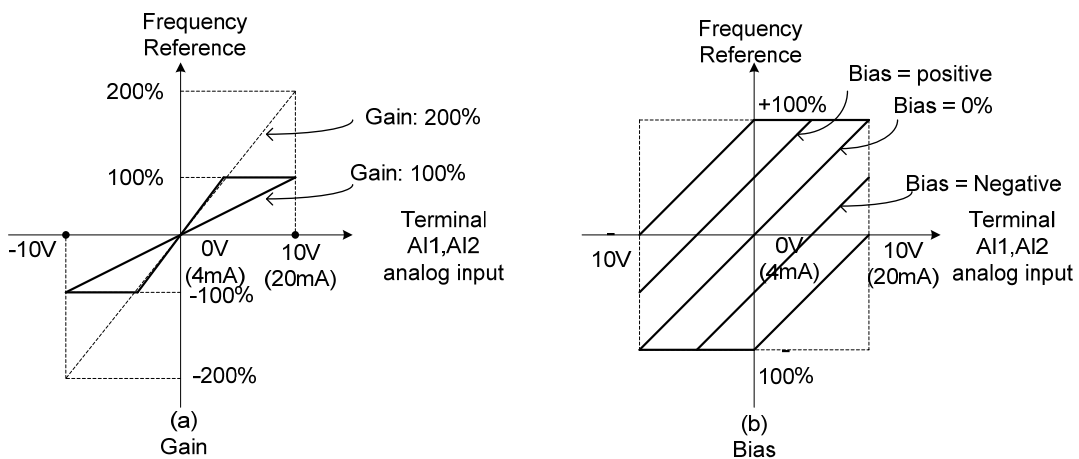 Frequency
Reference
200%
Gain: 200%
100%
Gain: 100%
-10V
0V
(4mA)
10V
(20mA)
Terminal
AI1,AI2
analog input
-100%
-200%
(a)
Gain
Frequency
Reference
Bias = positive
+100%
Bias = 0%
Bias = Negative
-
10V
0V
(4mA)
10V
(20mA)
Terminal
AI1,AI2
analog input
-
100%
(b)
Bias